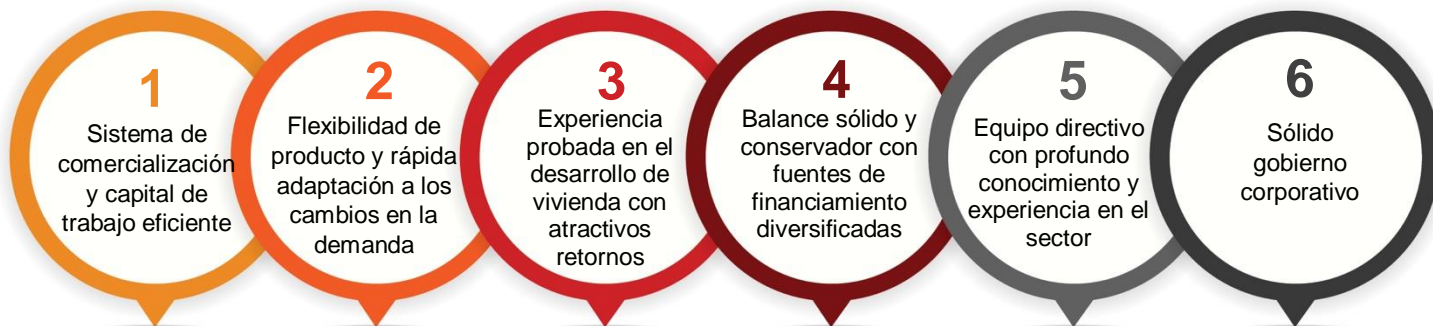 1
Sistema de
comercialización
y capital de
trabajo eficiente
2
Flexibilidad de
producto y rápida
adaptación a los
cambios en la
demanda
3
Experiencia
probada en el
desarrollo de
vivienda con
atractivos
retornos
4
Balance sólido y
conservador con
fuentes de
financiamiento
diversificadas
5
Equipo directivo
con profundo
conocimiento y
experiencia en el
sector
6
Sólido
gobierno
corporativo